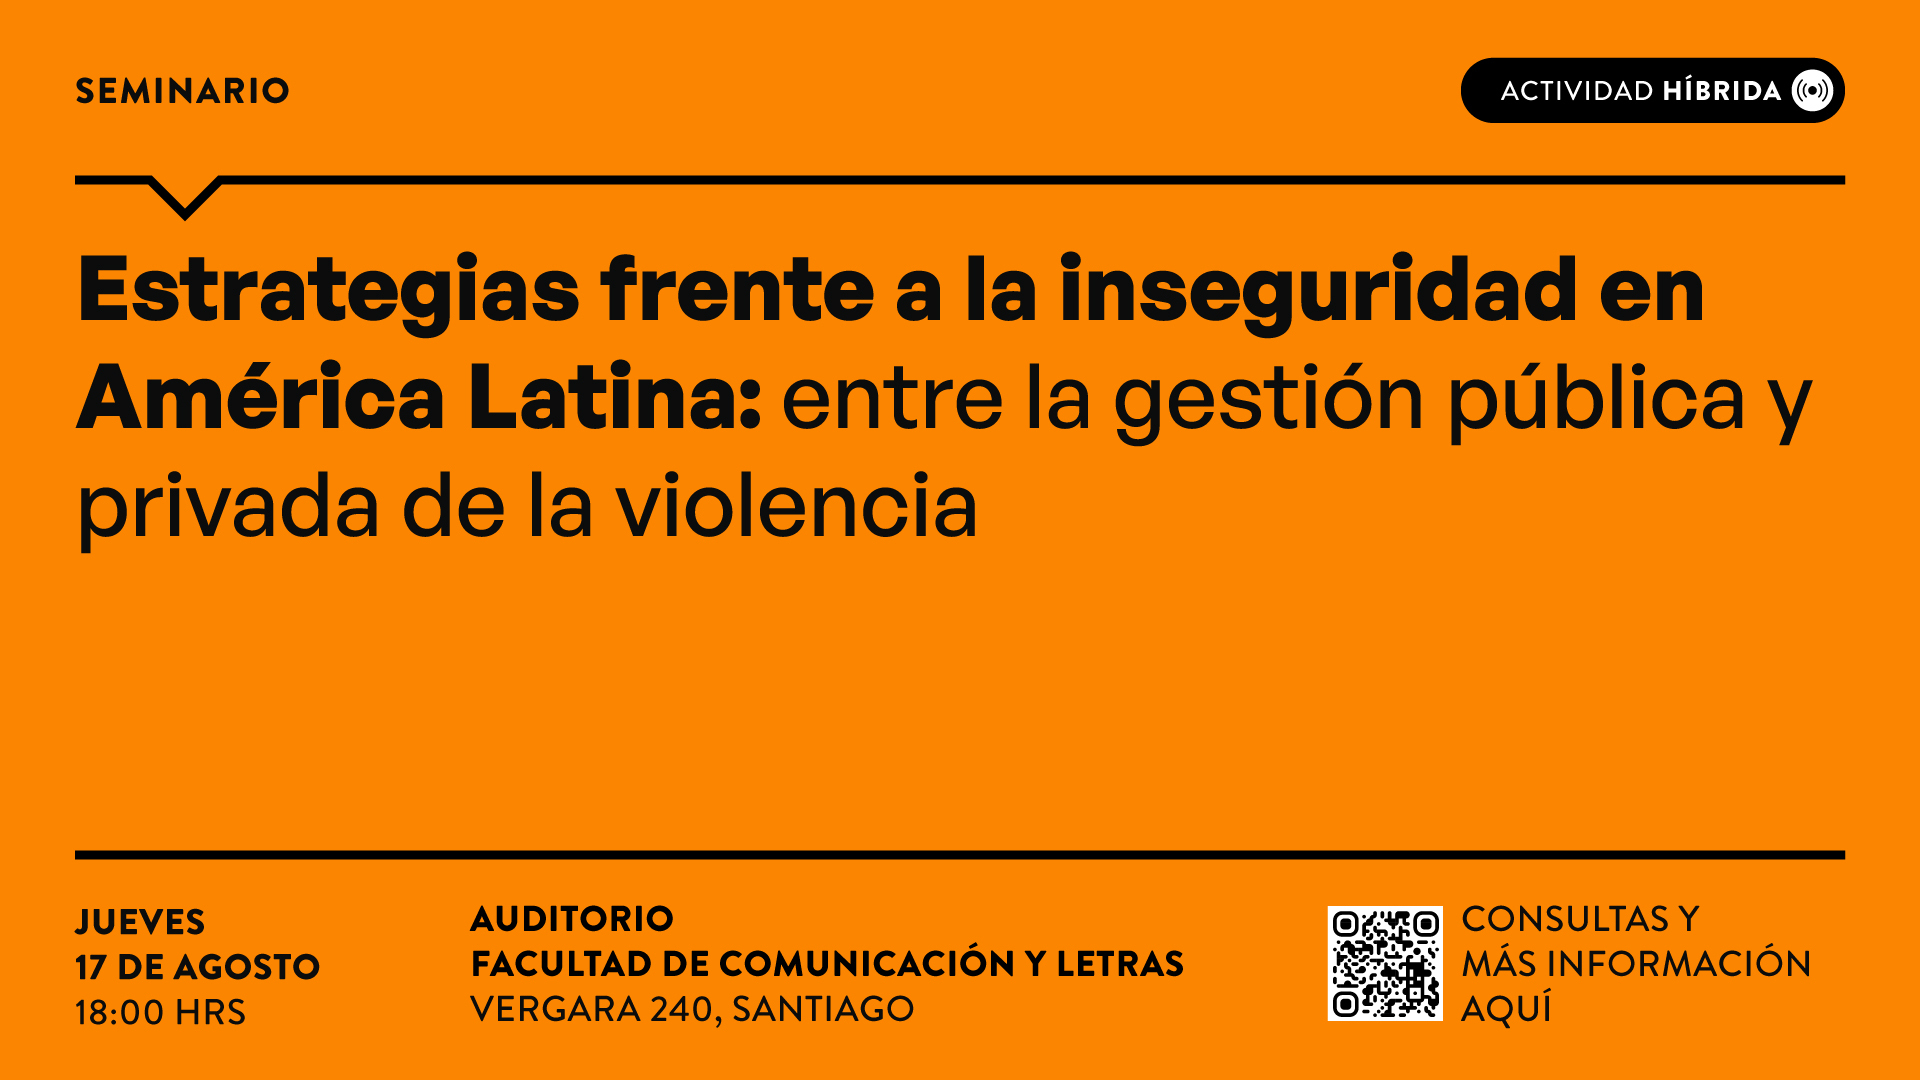 SEMINARIO
ACTIVIDAD HÍBRIDA
Estrategias frente a la inseguridad en
América Latina: entre la gestión pública y
privada de la violencia
JUEVES
17 DE AGOSTO
18:00 HRS
AUDITORIO
FACULTAD DE COMUNICACIÓN Y LETRAS
VERGARA 240, SANTIAGO
CONSULTAS Y
MÁS INFORMACIÓN
AQUÍ